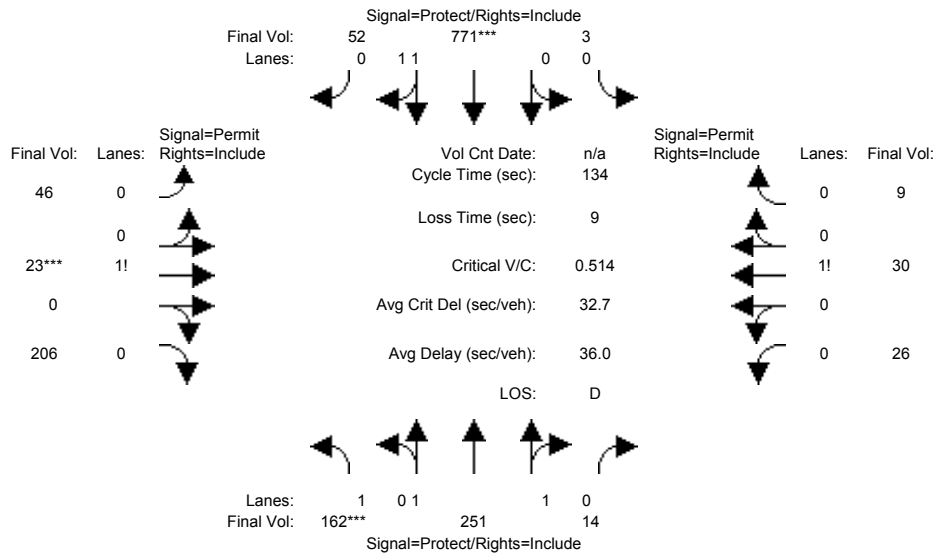 Signal=Protect/Rights=Include
Final Vol: 52 771*** 3
Lanes: 0 1 1 0 0
Signal=Permit Signal=Permit
Final Vol: Lanes: Rights=Include Vol Cnt Date: n/a Rights=Include Lanes: Final Vol:
Cycle Time (sec): 134
46 0 0 9
Loss Time (sec): 9
0 0
23*** 1! Critical V/C: 0.514 1! 30
0 0 Avg Crit Del (sec/veh): 32.7 0
206 0 Avg Delay (sec/veh): 36.0 0 26
LOS: D
Lanes: 1 0 1 1 0
Final Vol: 162*** 251 14
Signal=Protect/Rights=Include